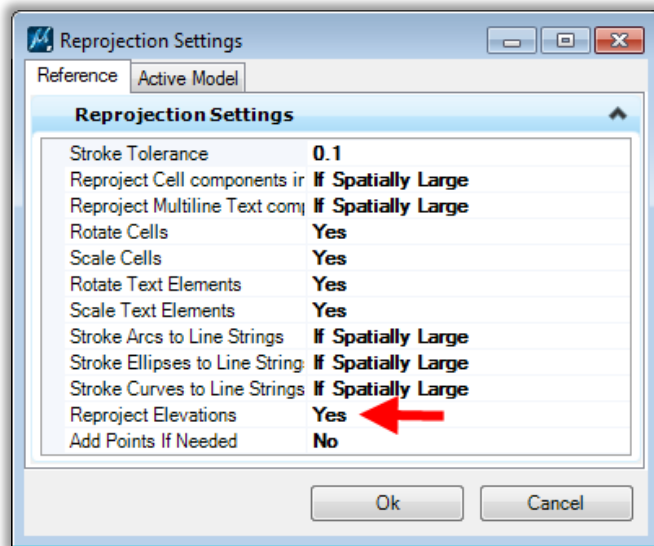 Reprojection Settings
Reference Active Model
Reprojection Settings
Stroke Tolerance 0.1
Reproject Cell components ir If Spatially Large
Reproject Multiline Text comp If Spatially Large
Rotate Cells Yes
Scale Cells Yes
Rotate Text Elements Yes
Scale Text Elements Yes
Stroke Arcs to Line Strings If Spatially Large
Stroke Ellipses to Line String: If Spatially Large
Stroke Curves to Line Strings If Spatially Large
Reproject Elevations Yes
Add Points If Needed No
Ok Cancel